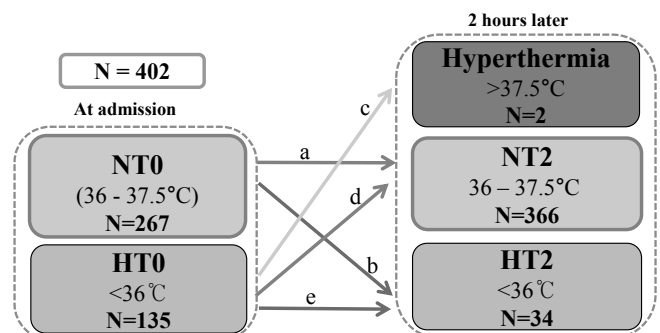 2 hours later
N = 402
At admission
Hyperthermia
>37.5°C
N=2
c
NT0
(36 - 37.5°C)
N=267
a
NT2
36 – 37.5°C
N=366
d
b
HT0
<36℃
N=135
e
HT2
<36℃
N=34